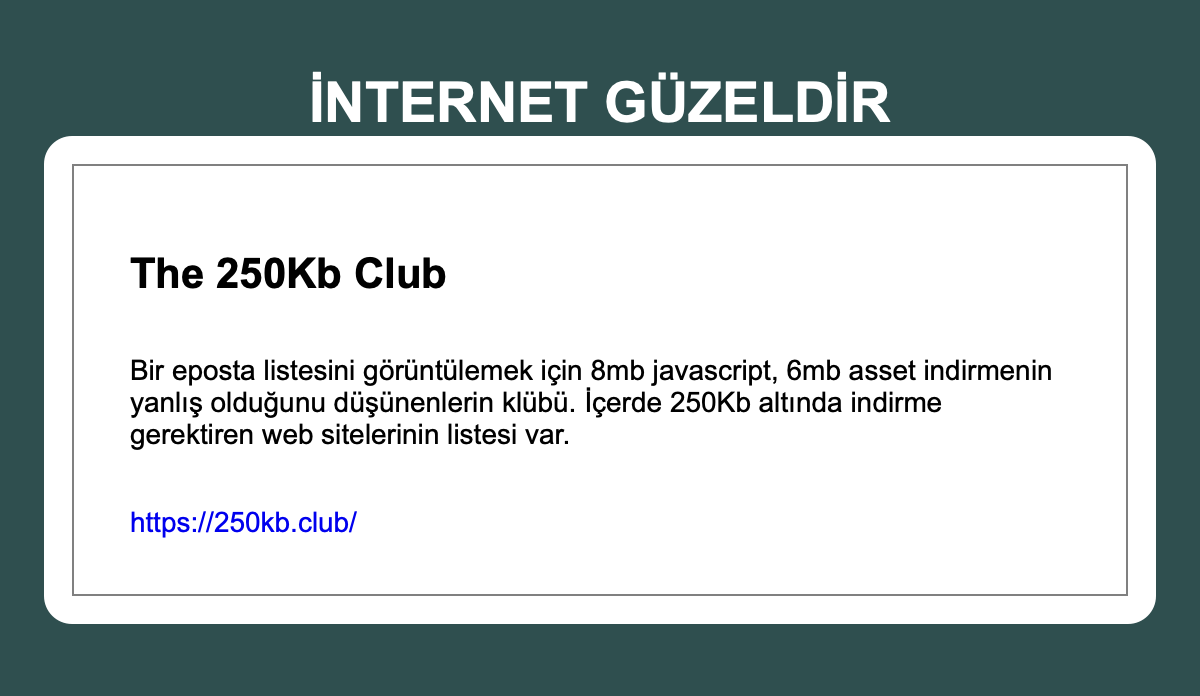 İNTERNET GÜZELDİR
The 250Kb Club
Bir eposta listesini görüntülemek için 8mb javascript, 6mb asset indirmenin
yanlış olduğunu düşünenlerin klübü. İçerde 250Kb altında indirme
gerektiren web sitelerinin listesi var.
https://250kb.club/